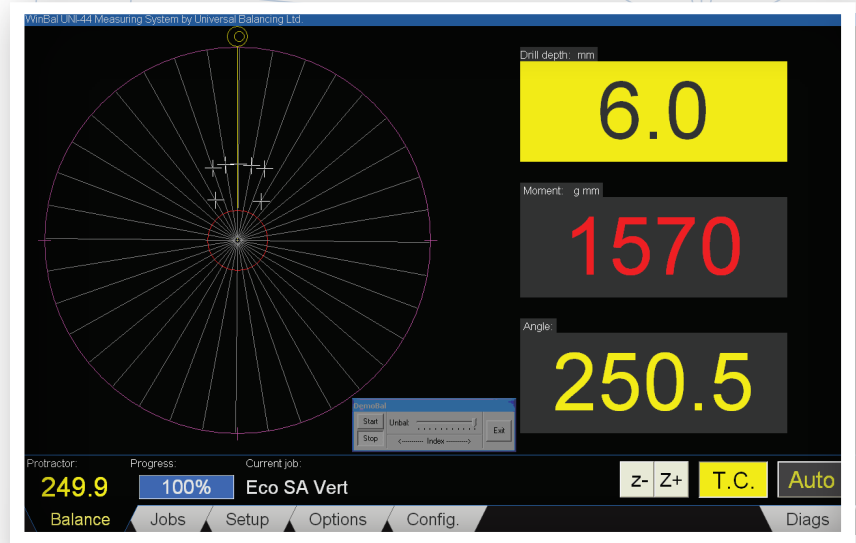 WinBal UNI-44 Measuring System by Universal Balancing Ltd.
Drill depth: mm
6.0
Moment: g mm
1570
Angle:
250.5
DemoBal
Start
Unbal:
Stop
<---------- Index ---------->
Exit
Protractor:
249.9
Progress:
100%
Current job:
Eco SA Vert
z- Z+
T.C.
Auto
Balance Jobs Setup Options Config. Diags